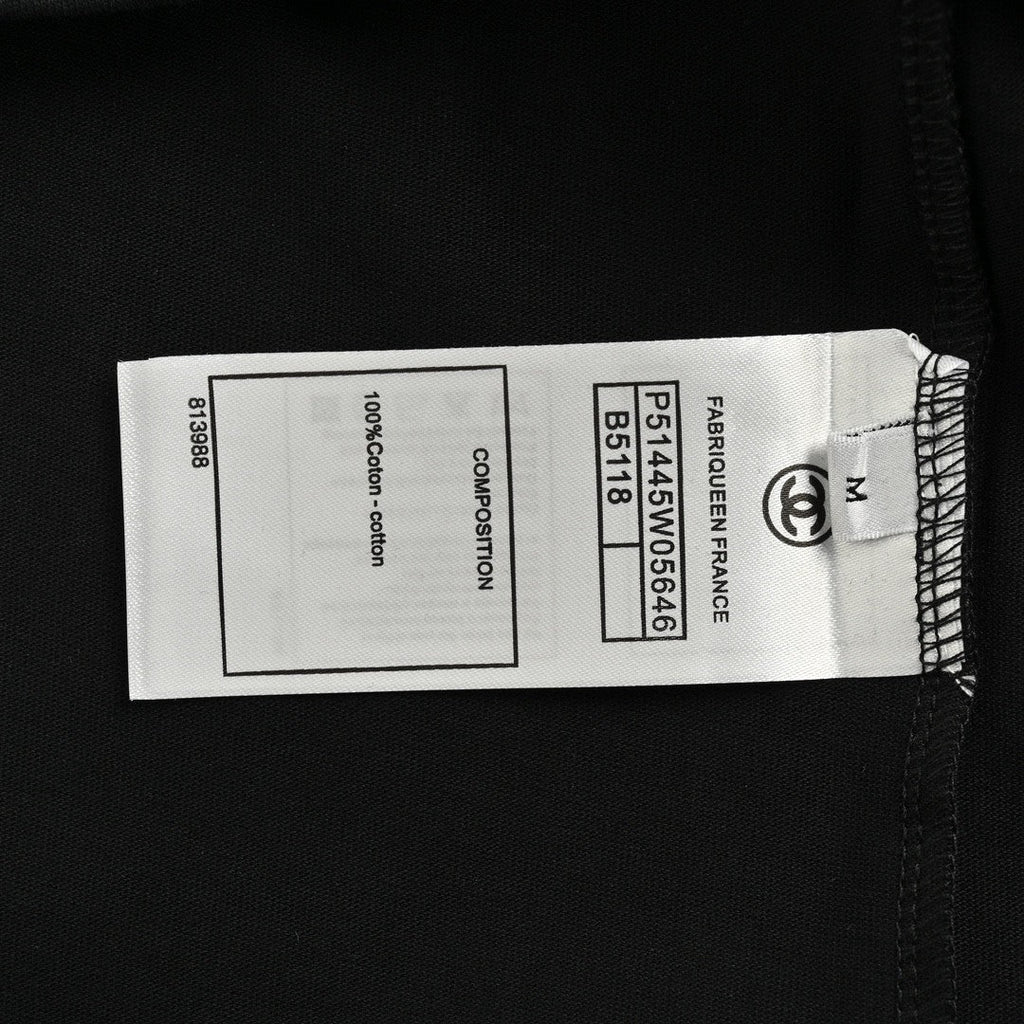 M
FABRIQUEEN FRANCE
P51445W05646
B5118
COMPOSITION
100%Coton - cotton
813988